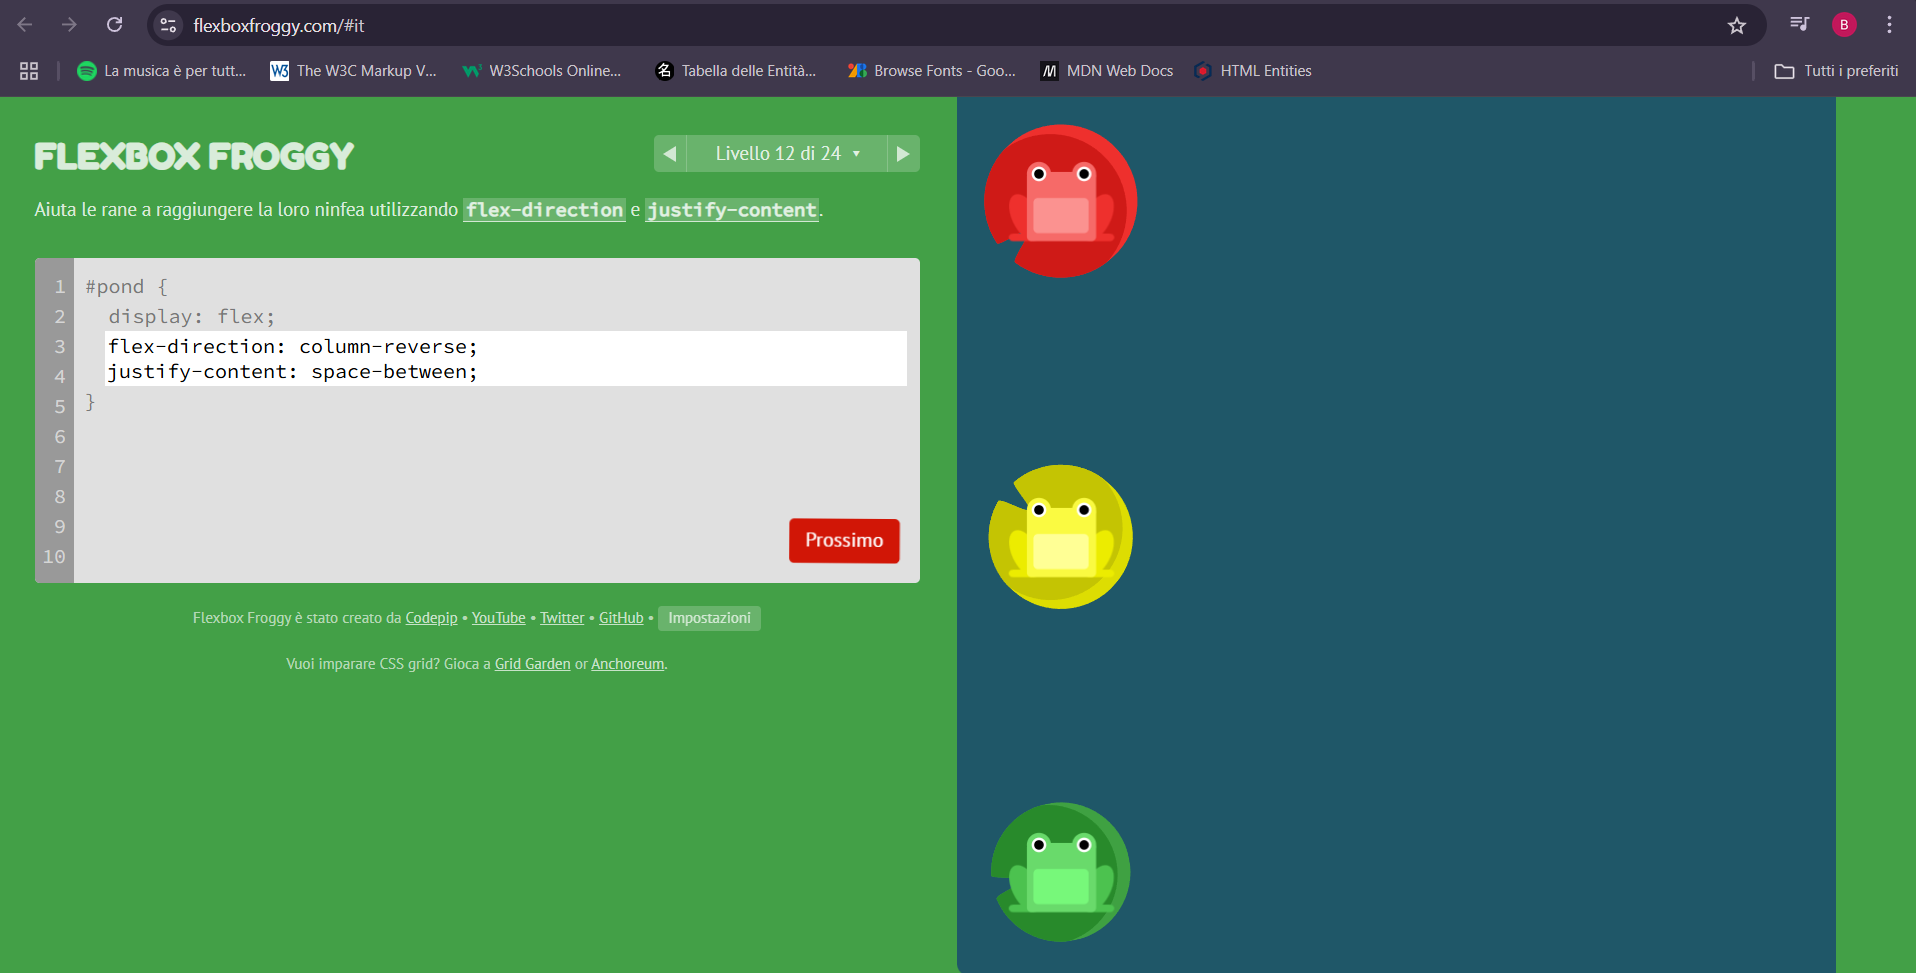 flexboxfroggy.com/#it
B
La musica è per tutt...
The W3C Markup V...
W3Schools Online...
Tabella delle Entità...
Browse Fonts - Goo...
MDN Web Docs
HTML Entities
Tutti i preferiti
FLEXBOX FROGGY
Livello 12 di 24
Aiuta le rane a raggiungere la loro ninfea utilizzando flex-direction e justify-content.
1 #pond {
2 display: flex;
3 flex-direction: column-reverse;
4 justify-content: space-between;
5 }
6
7
8
9
10
Prossimo
Flexbox Froggy è stato creato da Codepip • YouTube • Twitter • GitHub • Impostazioni
Vuoi imparare CSS grid? Gioca a Grid Garden or Anchoreum.